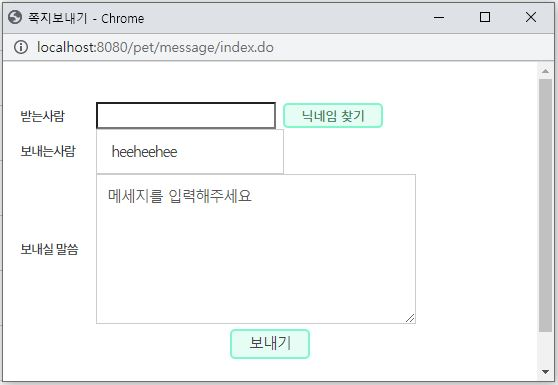 쪽지보내기 - Chrome
localhost:8080/pet/message/index.do
받는사람 닉네임 찾기
보내는사람 heeheehee
메세지를 입력해주세요
보내실 말씀
보내기